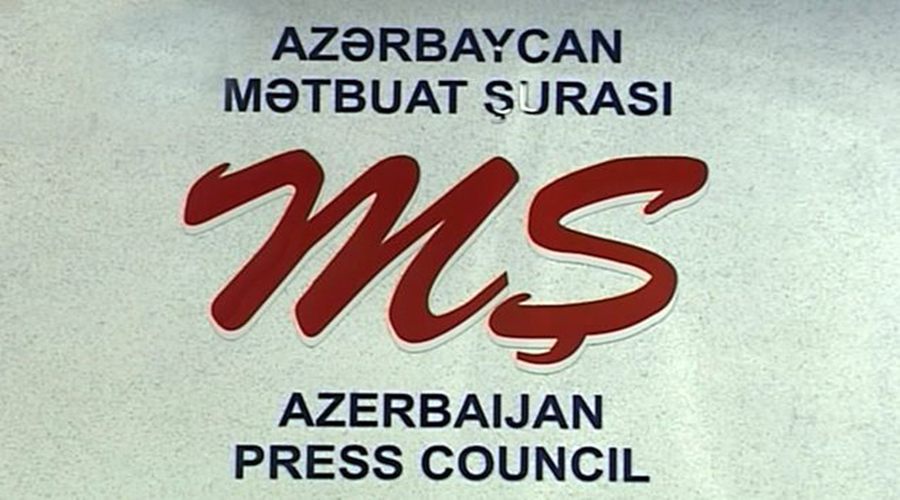 AZƏRBAYCAN
MƏTBUAT ŞURASI
MŞ
AZERBAIJAN
PRESS COUNCIL